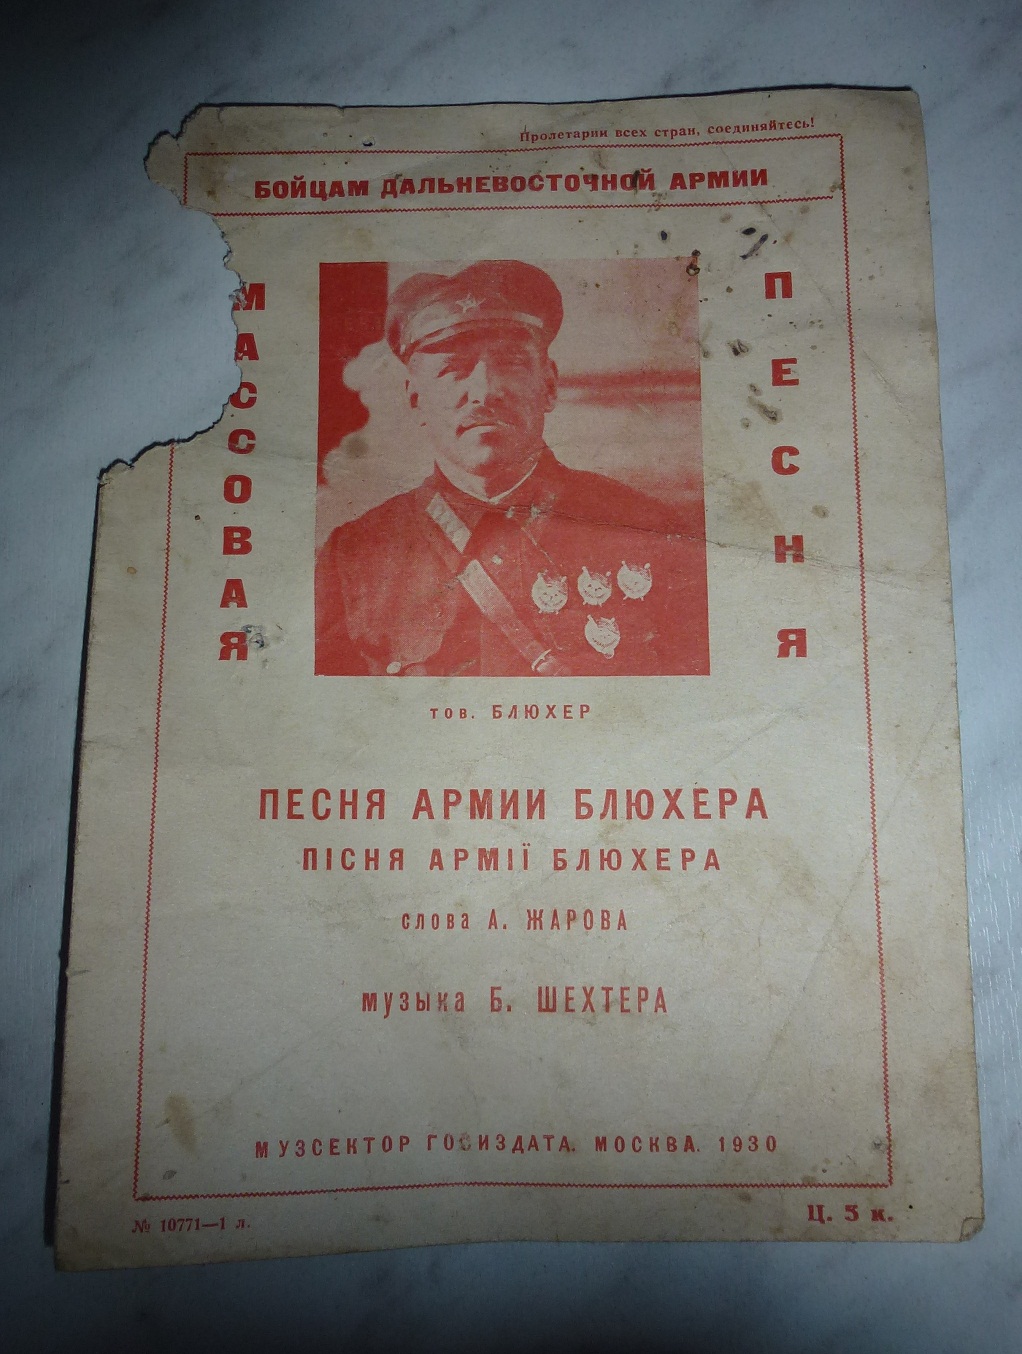 Пролетарии всех стран, соединяйтесь!
БОЙЦАМ ДАЛЬНЕВОСТОЧНОЙ АРМИИ
МАССОВАЯ
ПЕСНЯ
тов. БЛЮХЕР
ПЕСНЯ АРМИИ БЛЮХЕРА
ПІСНЯ АРМІЇ БЛЮХЕРА
слова А. ЖАРОВА
музыка Б. ШЕХТЕРА
МУЗСЕКТОР ГОСИЗДАТА. МОСКВА. 1930
№ 10771—1 л.
Ц. 5 к.